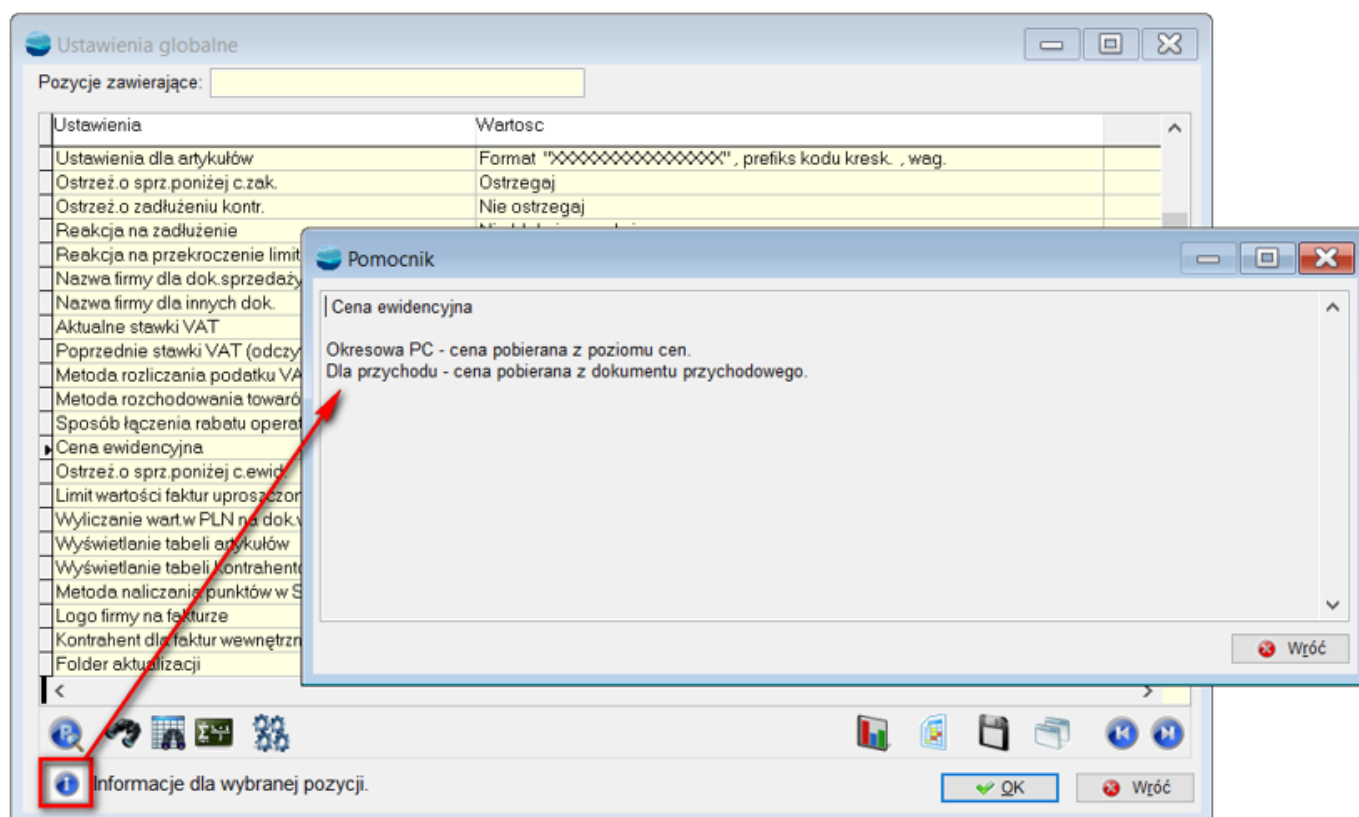 Ustawienia globalne
Pozycje zawierające:
Ustawienia Wartosc
Ustawienia dla artykułów Format "XXXXXXXXXXXXXXXX" , prefiks kodu kresk. , wag.
Ostrzeż.o sprz.poniżej c.zak. Ostrzegaj
Ostrzeż.o zadłużeniu kontr. Nie ostrzegaj
Reakcja na zadłużenie
Reakcja na przekroczenie limit
Nazwa firmy dla dok.sprzedaży
Nazwa firmy dla innych dok.
Aktualne stawki VAT
Poprzednie stawki VAT (odczy
Metoda rozliczania podatku VA
Metoda rozchodowania towaró
Sposób łączenia rabatu operat
Cena ewidencyjna
Ostrzeż.o sprz.poniżej c.ewid.
Limit wartości faktur uproszczon
Wyliczanie wart.w PLN na dok.w
Wyświetlanie tabeli artykułów
Wyświetlanie tabeli kontrahentó
Metoda naliczania punktów w S
Logo firmy na fakturze
Kontrahent dla faktur wewnętrzn
Folder aktualizacji
Pomocnik
Cena ewidencyjna
Okresowa PC - cena pobierana z poziomu cen.
Dla przychodu - cena pobierana z dokumentu przychodowego.
Wróć
Informacje dla wybranej pozycji.
OK
Wróć